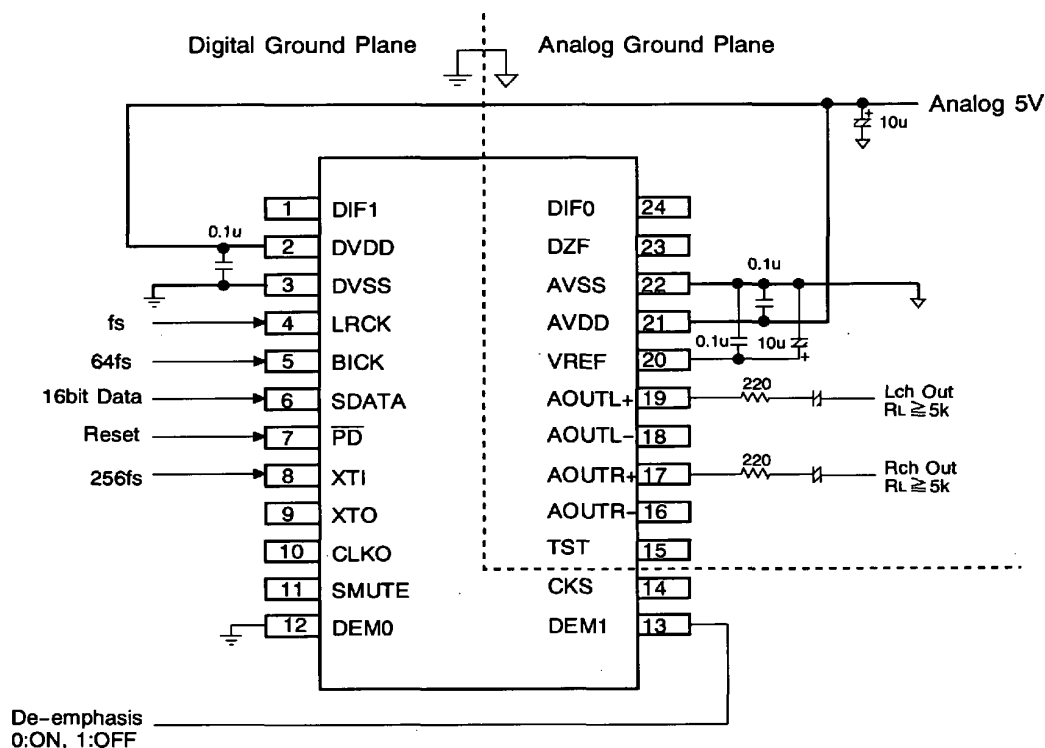 Digital Ground Plane
Analog Ground Plane
Analog 5V
+
10u
1 DIF1
DIF0 24
0.1u
2 DVDD
DZF 23
3 DVSS
AVSS 22
0.1u
fs
4 LRCK
AVDD 21
0.1u
10u
+
64fs
5 BICK
VREF 20
16bit Data
6 SDATA
AOUTL+ 19
220
Lch Out
RL≧5k
Reset
7 PD
AOUTL- 18
256fs
8 XTI
AOUTR+ 17
220
Rch Out
RL≧5k
9 XTO
AOUTR- 16
10 CLKO
TST 15
11 SMUTE
CKS 14
12 DEM0
DEM1 13
De-emphasis
0:ON, 1:OFF